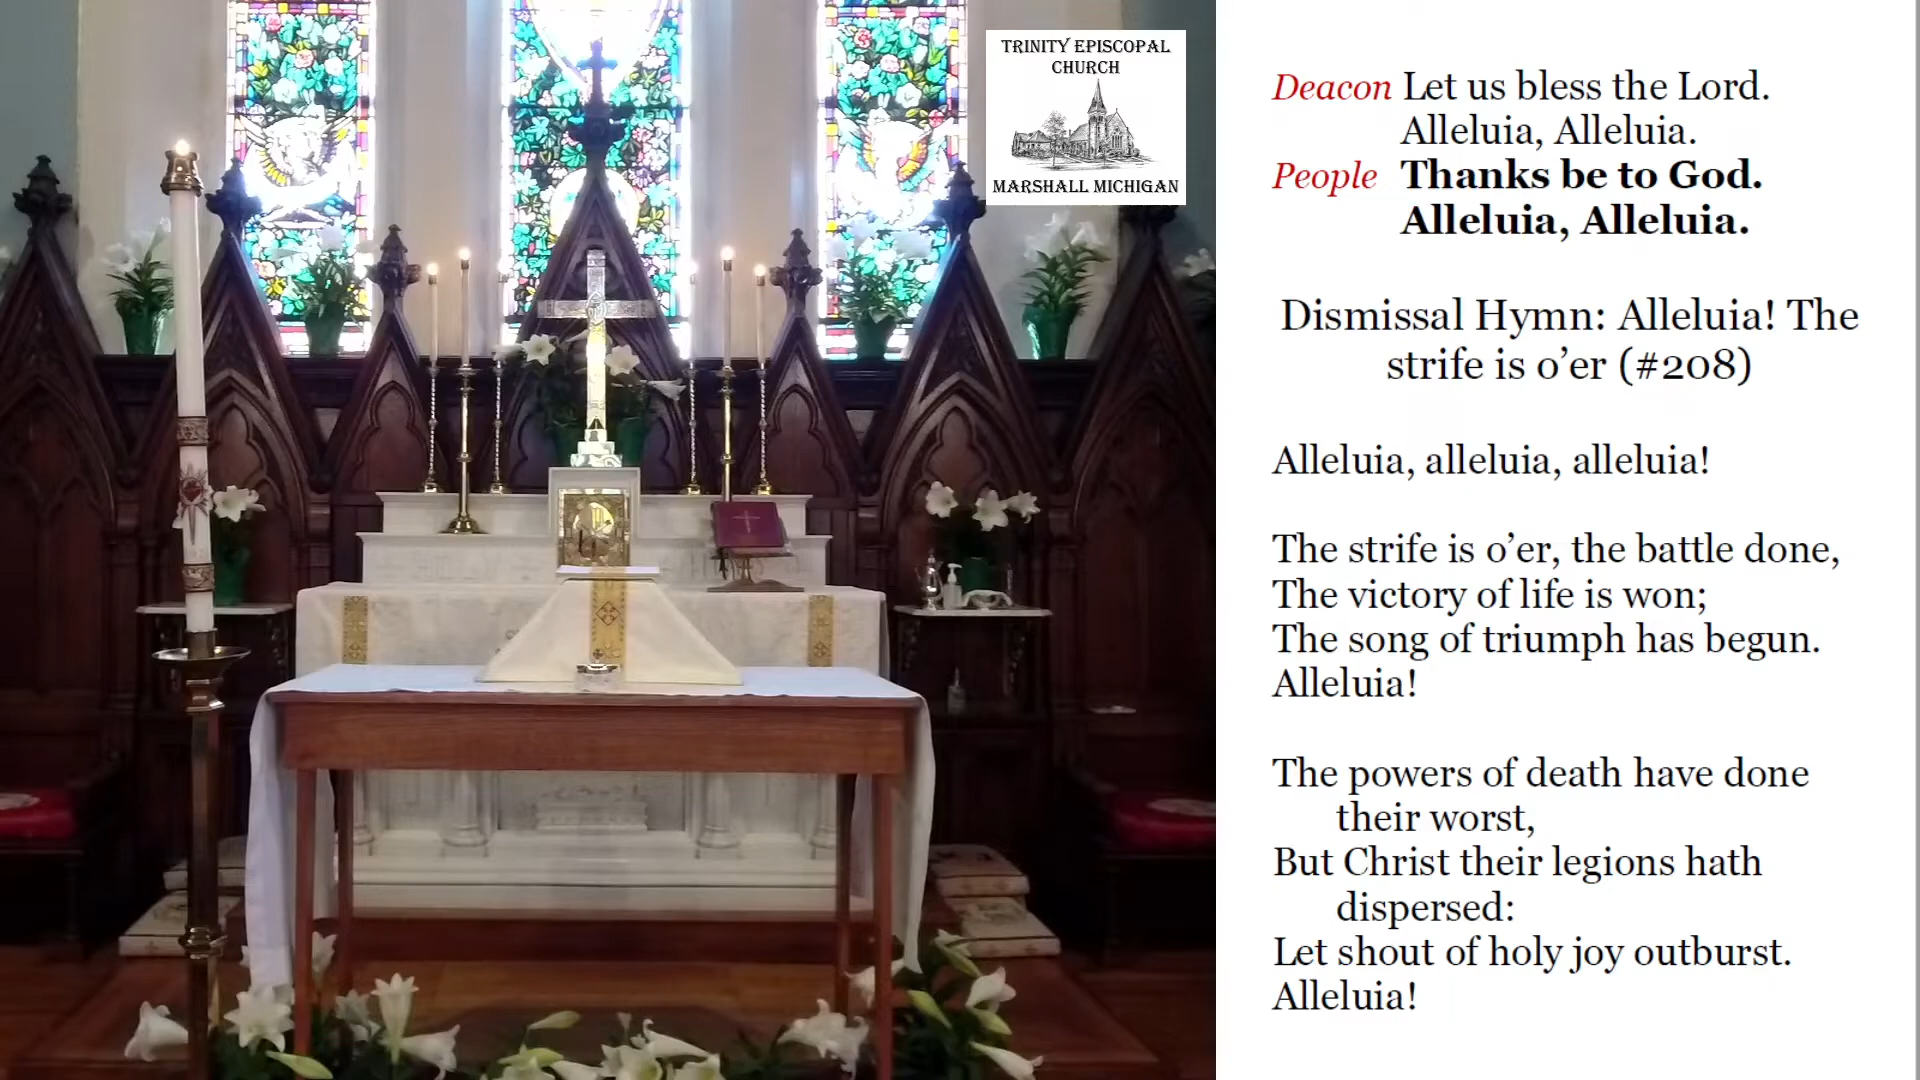 TRINITY EPISCOPAL
CHURCH
MARSHALL MICHIGAN
Deacon Let us bless the Lord.
Alleluia, Alleluia.
People Thanks be to God.
Alleluia, Alleluia.
Dismissal Hymn: Alleluia! The
strife is o’er (#208)
Alleluia, alleluia, alleluia!
The strife is o’er, the battle done,
The victory of life is won;
The song of triumph has begun.
Alleluia!
The powers of death have done
their worst,
But Christ their legions hath
dispersed:
Let shout of holy joy outburst.
Alleluia!